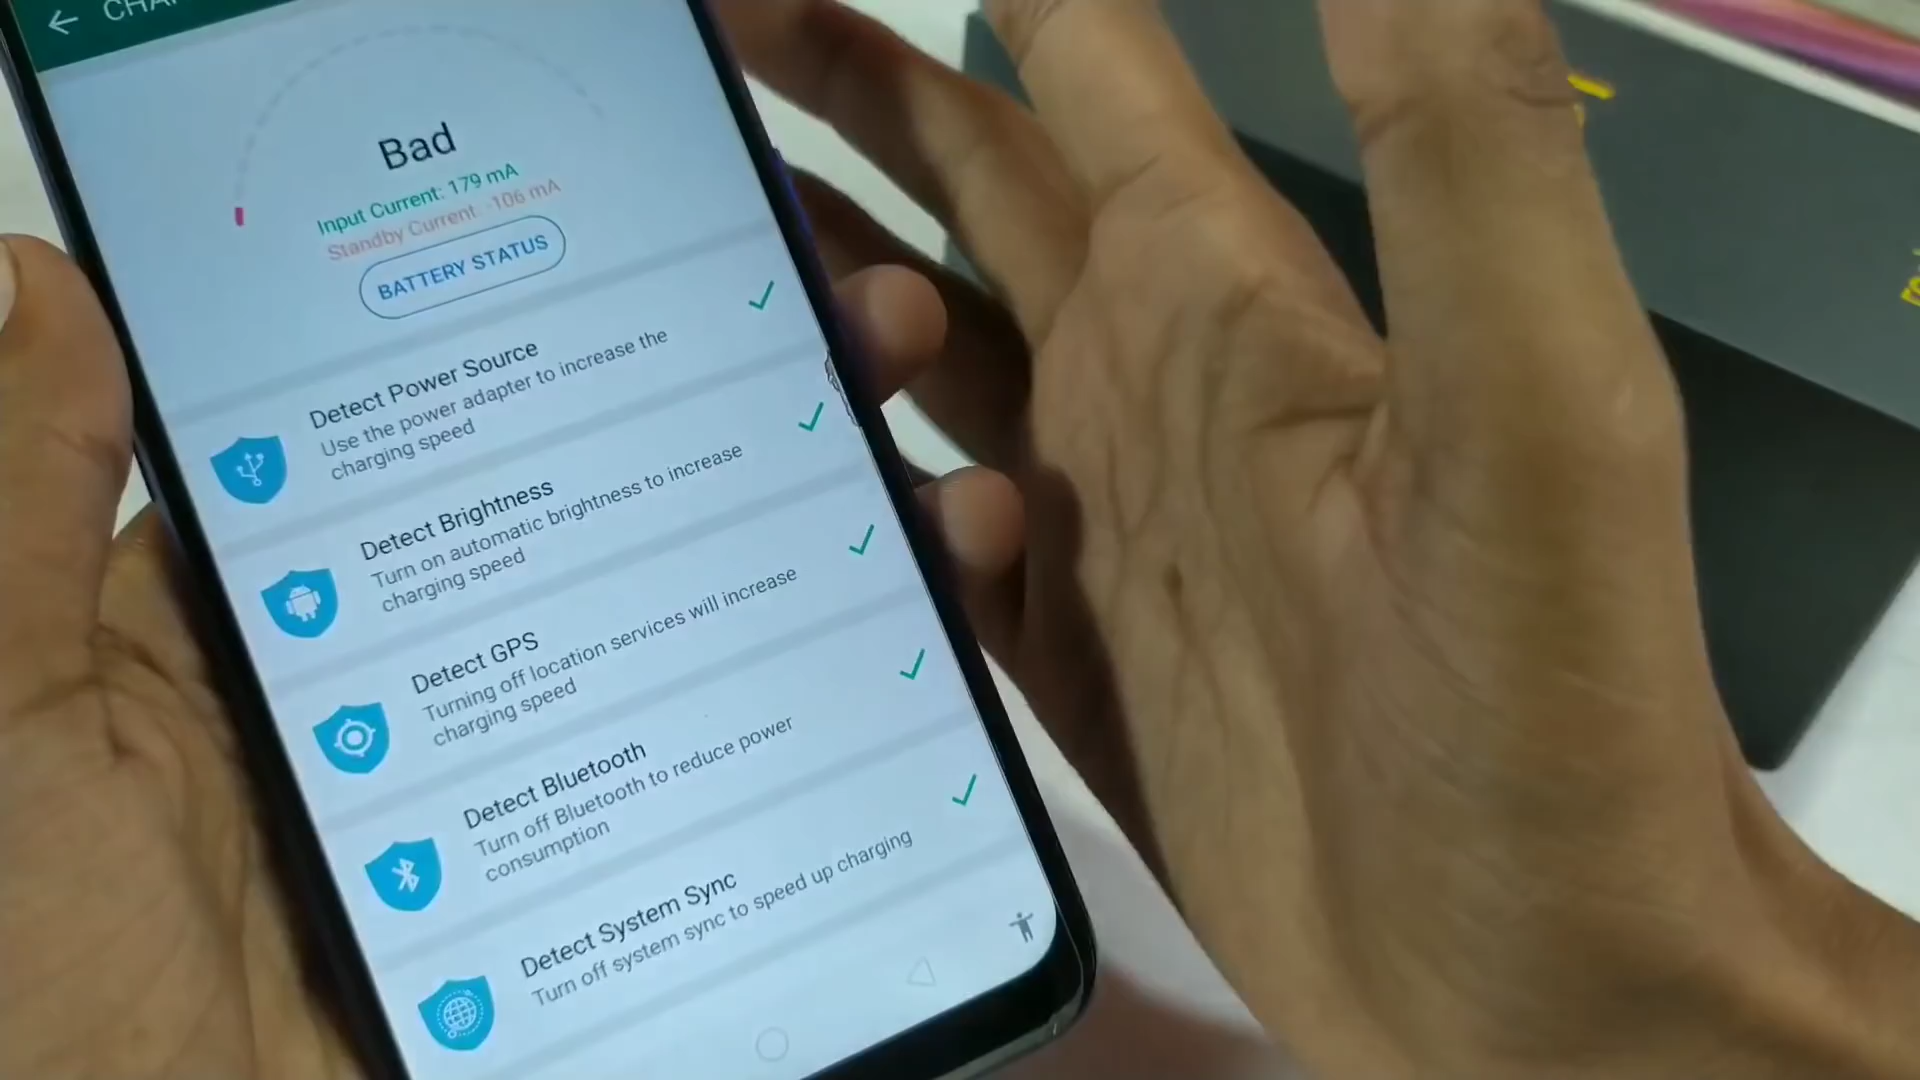 Bad
Input Current: 179 mA
Standby Current: -106 mA
BATTERY STATUS
Detect Power Source
Use the power adapter to increase the
charging speed
Detect Brightness
Turn on automatic brightness to increase
charging speed
Detect GPS
Turning off location services will increase
charging speed
Detect Bluetooth
Turn off Bluetooth to reduce power
consumption
Detect System Sync
Turn off system sync to speed up charging